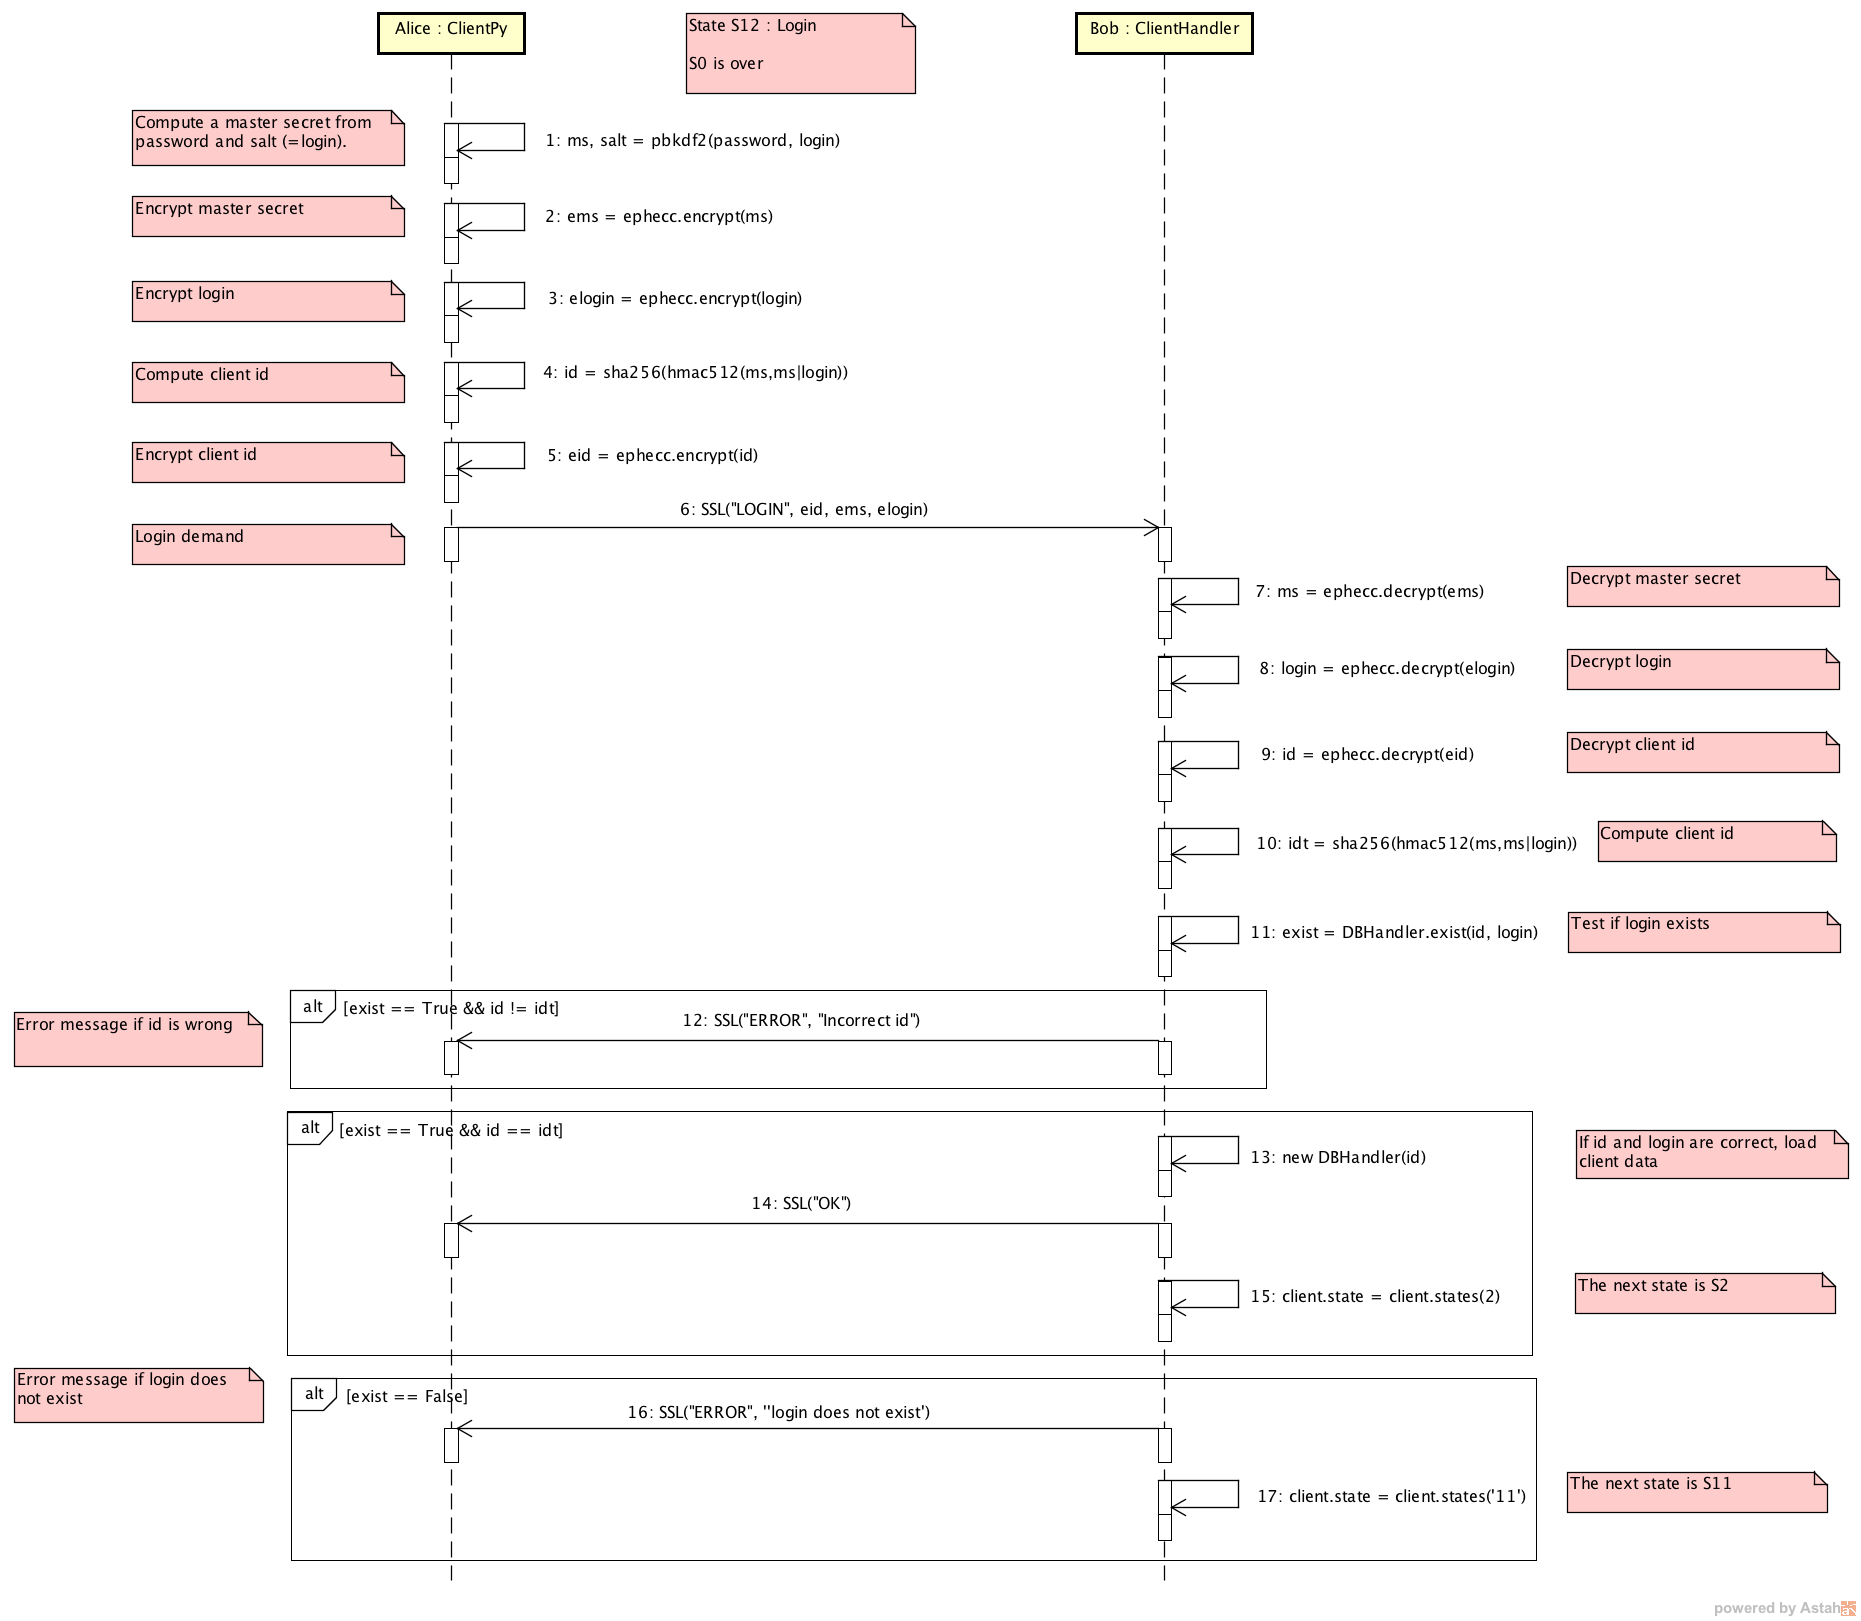 Alice : ClientPy
State S12 : Login
S0 is over
Bob : ClientHandler
Compute a master secret from
password and salt (=login).
1: ms, salt = pbkdf2(password, login)
Encrypt master secret
2: ems = ephecc.encrypt(ms)
Encrypt login
3: elogin = ephecc.encrypt(login)
Compute client id
4: id = sha256(hmac512(ms,ms|login))
Encrypt client id
5: eid = ephecc.encrypt(id)
6: SSL("LOGIN", eid, ems, elogin)
Login demand
7: ms = ephecc.decrypt(ems)
Decrypt master secret
8: login = ephecc.decrypt(elogin)
Decrypt login
9: id = ephecc.decrypt(eid)
Decrypt client id
10: idt = sha256(hmac512(ms,ms|login))
Compute client id
11: exist = DBHandler.exist(id, login)
Test if login exists
alt [exist == True && id != idt]
Error message if id is wrong
12: SSL("ERROR", "Incorrect id")
alt [exist == True && id == idt]
13: new DBHandler(id)
If id and login are correct, load
client data
14: SSL("OK")
15: client.state = client.states(2)
The next state is S2
Error message if login does
not exist
alt [exist == False]
16: SSL("ERROR", ''login does not exist')
17: client.state = client.states('11')
The next state is S11
powered by Astah